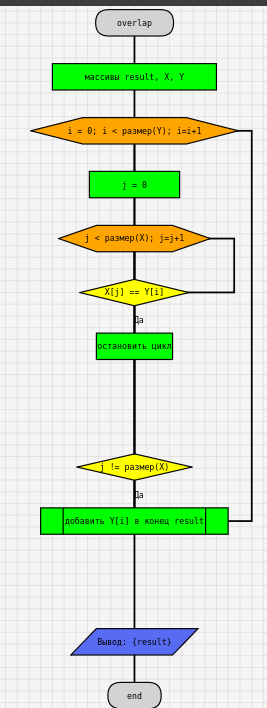 overlap
массивы result, X, Y
i = 0; i < размер(Y); i=i+1
j = 0
j < размер(X); j=j+1
X[j] == Y[i]
Да
остановить цикл
j != размер(X)
Да
добавить Y[i] в конец result
Вывод: {result}
end